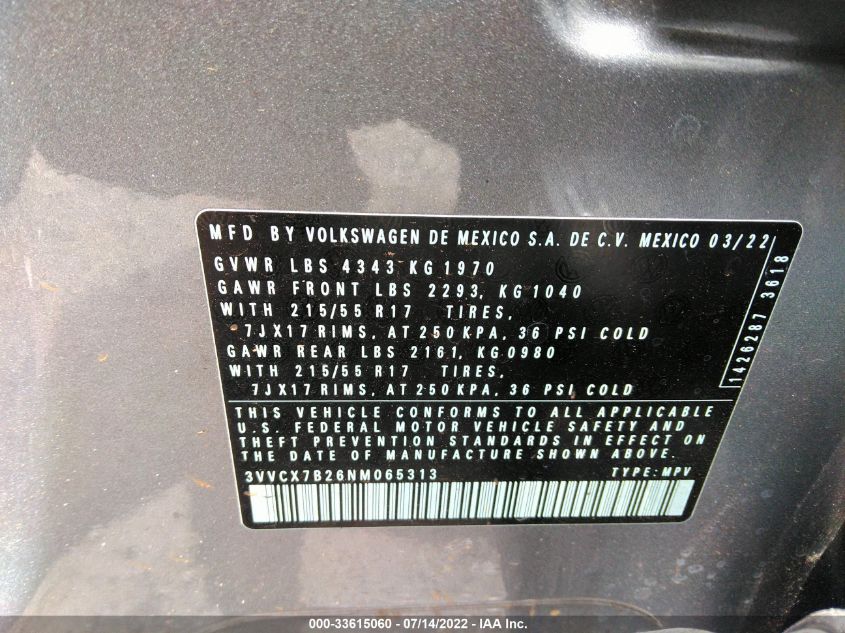 MFD BY VOLKSWAGEN DE MEXICO S.A. DE C.V. MEXICO 03/22
GVWR LBS 4343 KG 1970
GAWR FRONT LBS 2293, KG 1040
WITH 215/55 R17 TIRES,
7JX17 RIMS, AT 250 KPA, 36 PSI COLD
GAWR REAR LBS 2161, KG 0980
WITH 215/55 R17 TIRES,
7JX17 RIMS, AT 250 KPA, 36 PSI COLD
1426287 3618
THIS VEHICLE CONFORMS TO ALL APPLICABLE
U.S. FEDERAL MOTOR VEHICLE SAFETY AND
THEFT PREVENTION STANDARDS IN EFFECT ON
THE DATE OF MANUFACTURE SHOWN ABOVE.
3VVCX7B26NM065313 TYPE: MPV
000-33615060 - 07/14/2022 - IAA Inc.